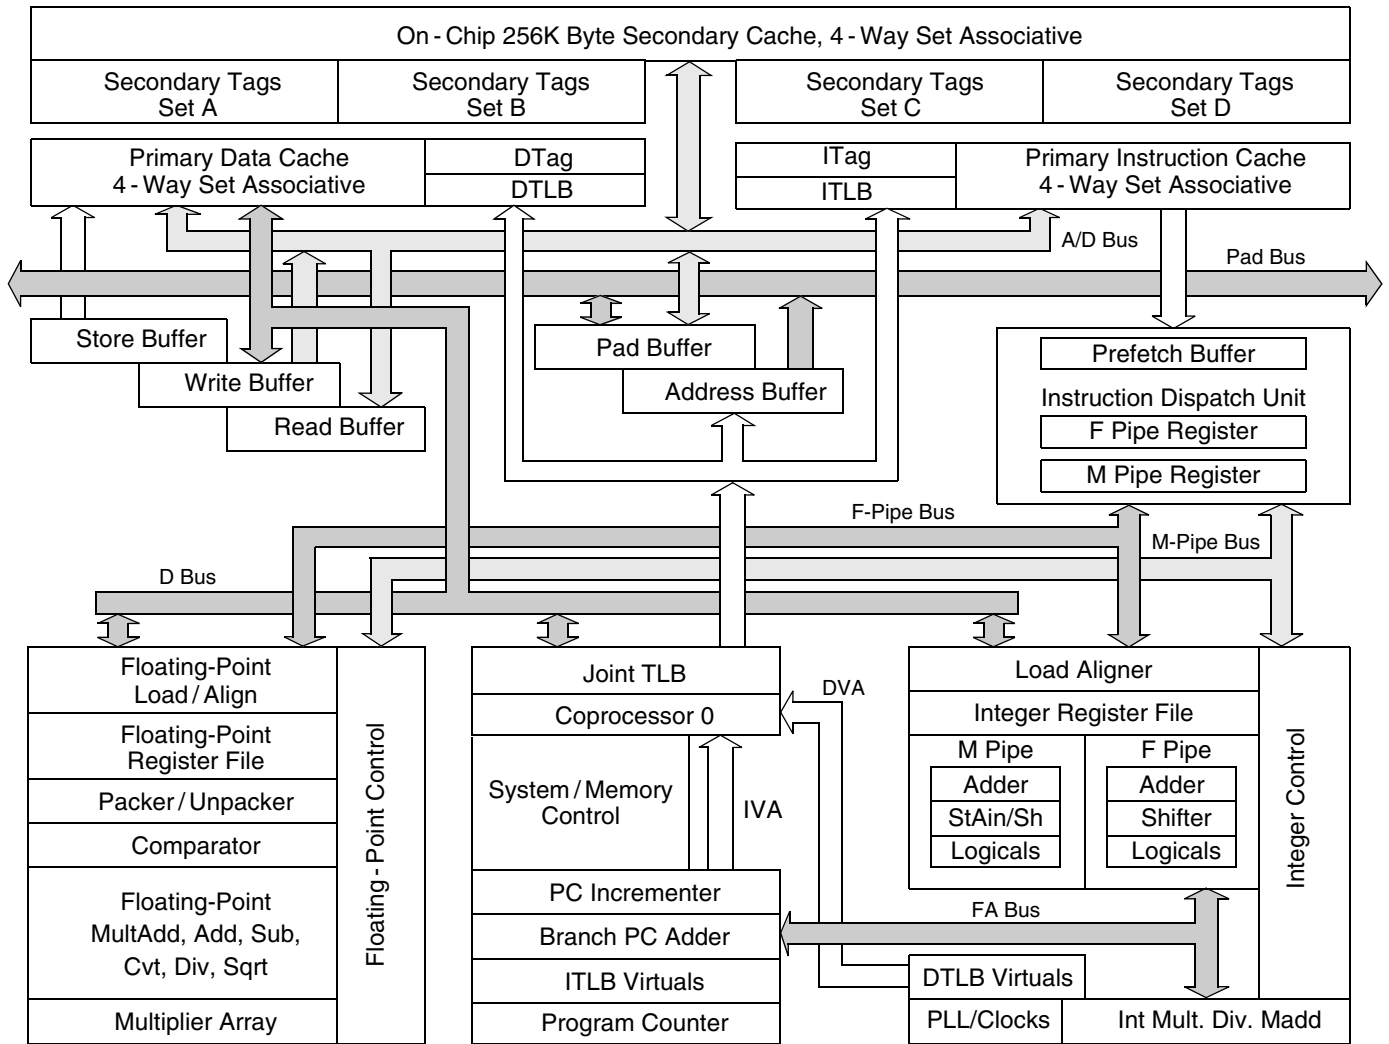 On-Chip 256K Byte Secondary Cache, 4-Way Set Associative
Secondary Tags
Set A
Secondary Tags
Set B
Secondary Tags
Set C
Secondary Tags
Set D
Primary Data Cache
4-Way Set Associative
DTag
DTLB
ITag
ITLB
Primary Instruction Cache
4-Way Set Associative
A/D Bus
Pad Bus
Store Buffer
Write Buffer
Read Buffer
Pad Buffer
Address Buffer
Prefetch Buffer
Instruction Dispatch Unit
F Pipe Register
M Pipe Register
F-Pipe Bus
M-Pipe Bus
D Bus
Floating-Point
Load/Align
Floating-Point
Register File
Packer/Unpacker
Comparator
Floating-Point
MultAdd, Add, Sub,
Cvt, Div, Sqrt
Multiplier Array
Floating-Point Control
Joint TLB
Coprocessor 0
System/Memory
Control
IVA
DVA
PC Incrementer
Branch PC Adder
ITLB Virtuals
Program Counter
Load Aligner
Integer Register File
M Pipe
Adder
StAin/Sh
Logicals
F Pipe
Adder
Shifter
Logicals
Integer Control
FA Bus
DTLB Virtuals
PLL/Clocks
Int Mult. Div. Madd